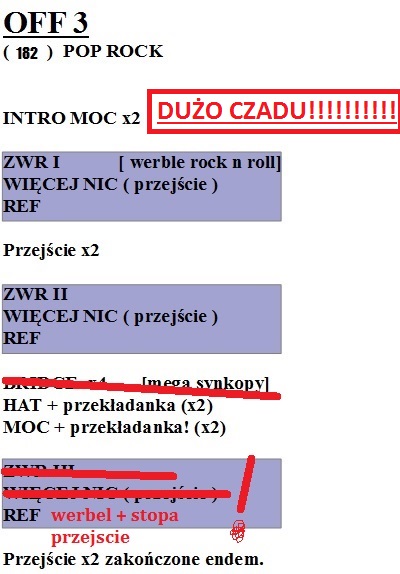 OFF 3
( 182 ) POP ROCK
INTRO MOC x2 DUŻO CZADU!!!!!!!!!!
ZWR I [ werble rock n roll]
WIĘCEJ NIC ( przejście )
REF
Przejście x2
ZWR II
WIĘCEJ NIC ( przejście )
REF
BRIDGE x4 [mega synkopy]
HAT + przekładanka (x2)
MOC + przekładanka! (x2)
ZWR III
WIĘCEJ NIC ( przejście )
REF werbel + stopa
przejscie
Przejście x2 zakończone endem.